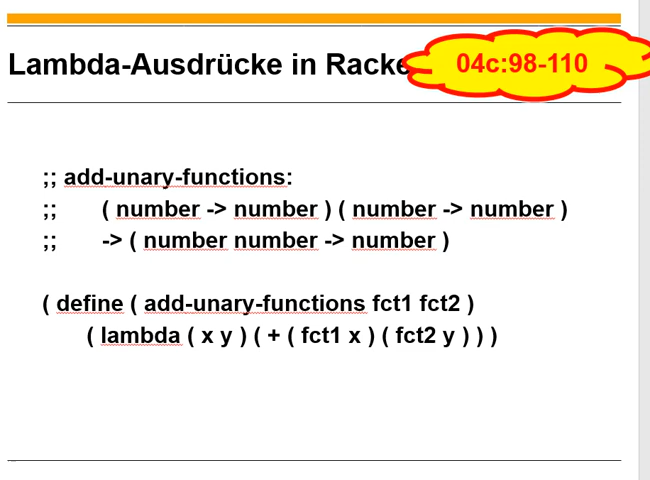 Lambda-Ausdrücke in Racke
04c:98-110
;; add-unary-functions:
;; ( number -> number ) ( number -> number )
;; -> ( number number -> number )
( define ( add-unary-functions fct1 fct2 )
( lambda ( x y ) ( + ( fct1 x ) ( fct2 y ) ) )